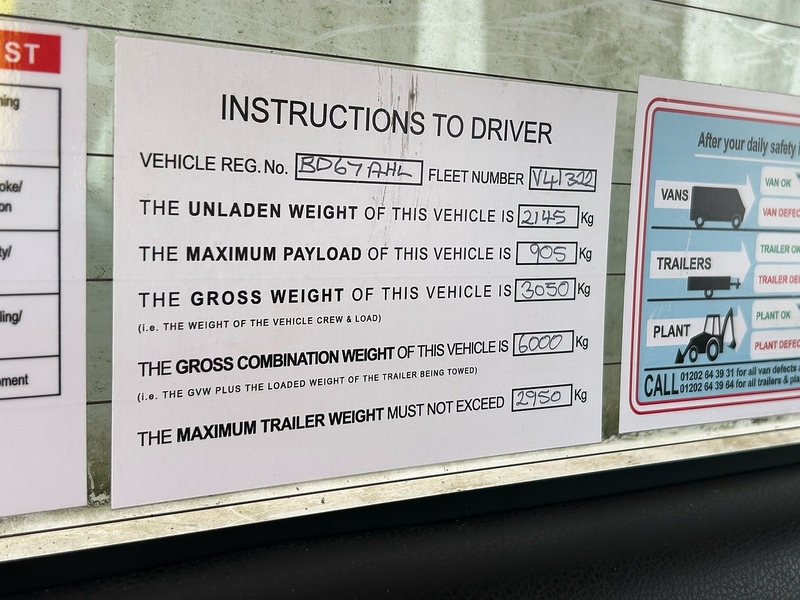 ST
ning
oke/
on
ty/
ling/
pment
INSTRUCTIONS TO DRIVER
VEHICLE REG. No. BD67AHL FLEET NUMBER V41322
THE UNLADEN WEIGHT OF THIS VEHICLE IS 2145 Kg
THE MAXIMUM PAYLOAD OF THIS VEHICLE IS 905 Kg
THE GROSS WEIGHT OF THIS VEHICLE IS 3050 Kg
(i.e. THE WEIGHT OF THE VEHICLE CREW & LOAD)
THE GROSS COMBINATION WEIGHT OF THIS VEHICLE IS 6000 Kg
(i.e. THE GVW PLUS THE LOADED WEIGHT OF THE TRAILER BEING TOWED)
THE MAXIMUM TRAILER WEIGHT MUST NOT EXCEED 2950 Kg
After your daily safety i
VANS
VAN OK
VAN DEFEC
TRAILERS
TRAILER OK
TRAILER DE
PLANT
PLANT OK
PLANT DEFEC
CALL 01202 64 39 31 for all van defects a
01202 64 39 64 for all trailers & pla